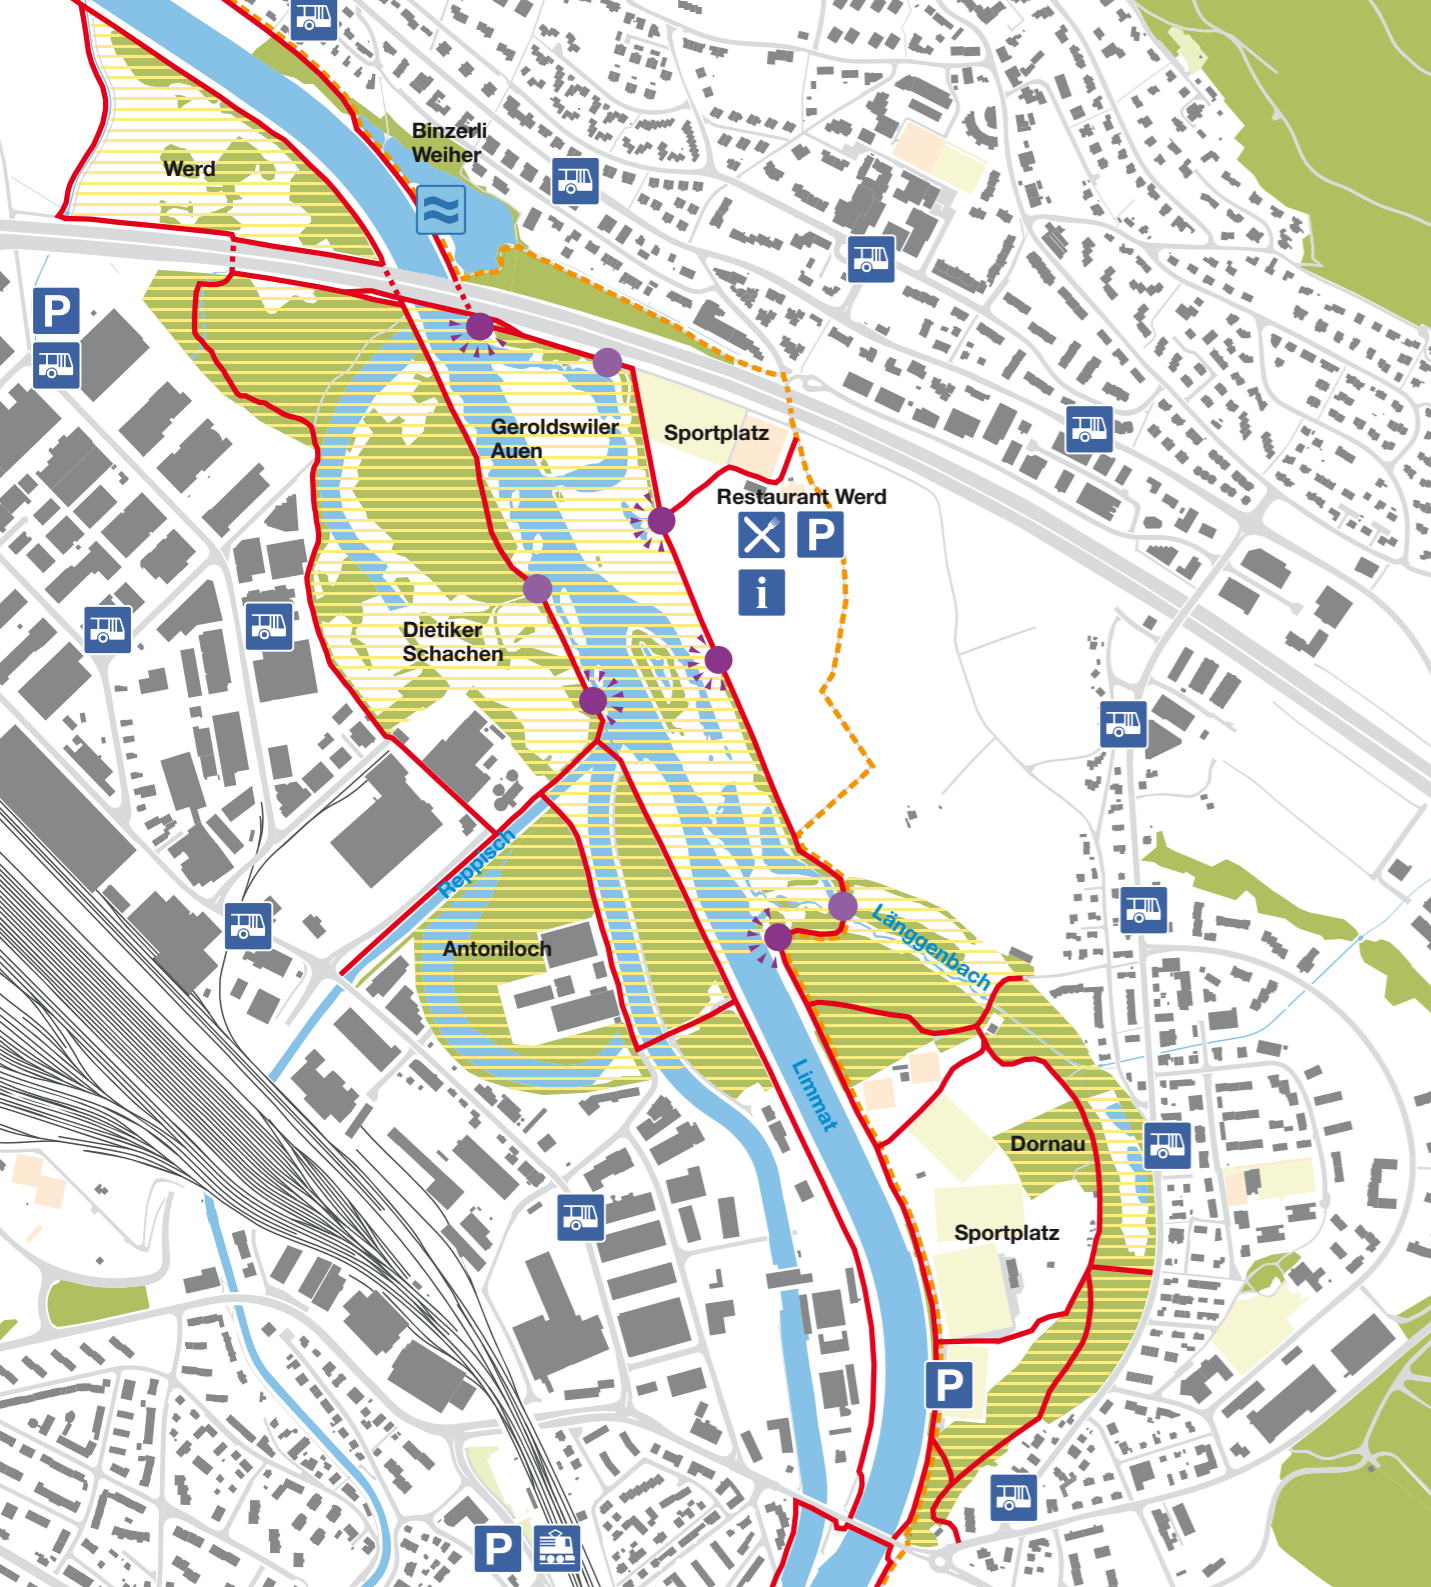 Binzerli
Weiher
Werd
P
Geroldswiler
Auen
Sportplatz
Restaurant Werd
P
i
Dietiker
Schachen
Reppisch
Antoniloch
Länggenbach
Limmat
Dornau
Sportplatz
P
P